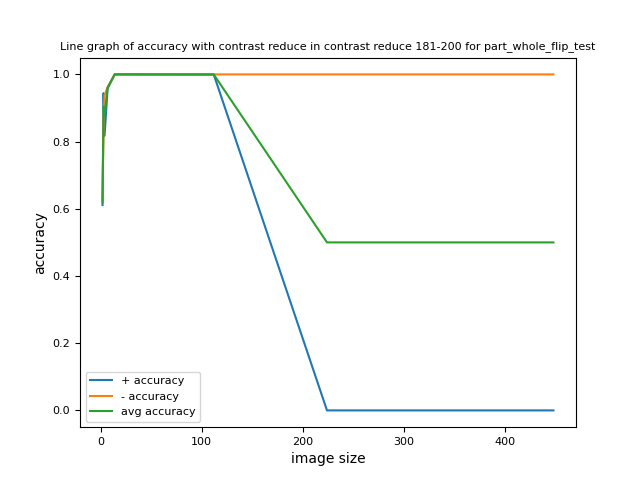 Line graph of accuracy with contrast reduce in contrast reduce 181-200 for part_whole_flip_test
1.0
0.8
0.6
0.4
0.2
0.0
accuracy
+ accuracy
- accuracy
avg accuracy
0 100 200 300 400
image size